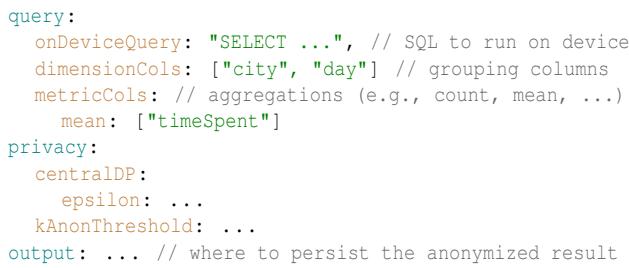 query:
onDeviceQuery: "SELECT ...", // SQL to run on device
dimensionCols: ["city", "day"] // grouping columns
metricCols: // aggregations (e.g., count, mean, ...)
mean: ["timeSpent"]
privacy:
centralDP:
epsilon: ...
kAnonThreshold: ...
output: ... // where to persist the anonymized result